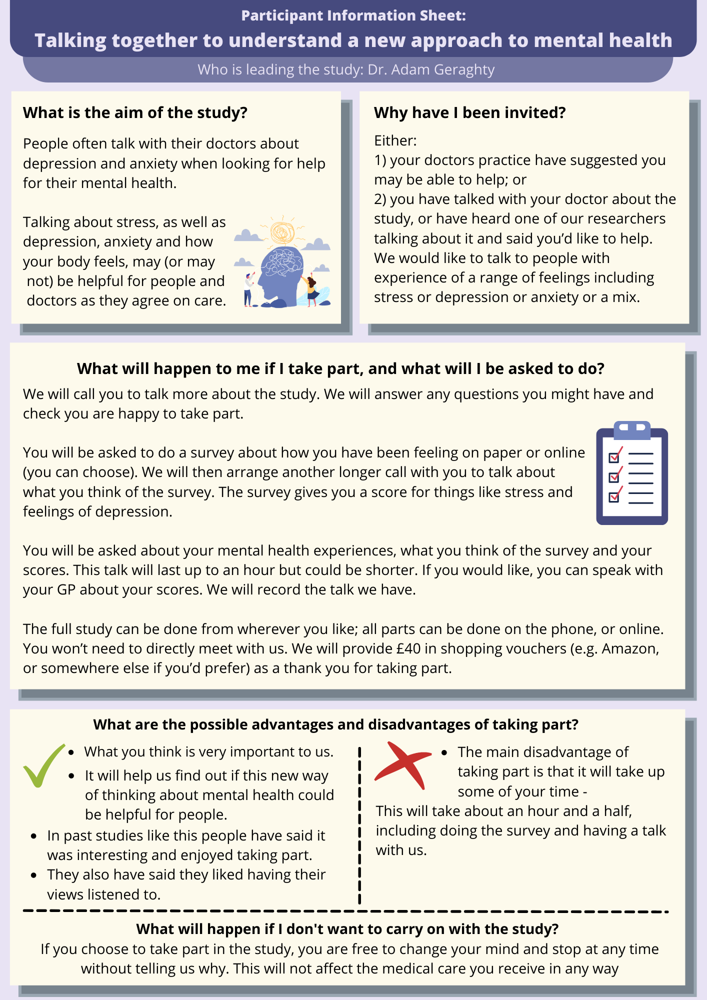 Participant Information Sheet:
Talking together to understand a new approach to mental health
Who is leading the study: Dr. Adam Geraghty
What is the aim of the study?
People often talk with their doctors about
depression and anxiety when looking for help
for their mental health.
Talking about stress, as well as
depression, anxiety and how
your body feels, may (or may
not) be helpful for people and
doctors as they agree on care.
Why have I been invited?
Either:
1) your doctors practice have suggested you
may be able to help; or
2) you have talked with your doctor about the
study, or have heard one of our researchers
talking about it and said you’d like to help.
We would like to talk to people with
experience of a range of feelings including
stress or depression or anxiety or a mix.
What will happen to me if I take part, and what will I be asked to do?
We will call you to talk more about the study. We will answer any questions you might have and
check you are happy to take part.
You will be asked to do a survey about how you have been feeling on paper or online
(you can choose). We will then arrange another longer call with you to talk about
what you think of the survey. The survey gives you a score for things like stress and
feelings of depression.
You will be asked about your mental health experiences, what you think of the survey and your
scores. This talk will last up to an hour but could be shorter. If you would like, you can speak with
your GP about your scores. We will record the talk we have.
The full study can be done from wherever you like; all parts can be done on the phone, or online.
You won’t need to directly meet with us. We will provide £40 in shopping vouchers (e.g. Amazon,
or somewhere else if you’d prefer) as a thank you for taking part.
What are the possible advantages and disadvantages of taking part?
• What you think is very important to us.
• It will help us find out if this new way
of thinking about mental health could
be helpful for people.
• In past studies like this people have said it
was interesting and enjoyed taking part.
• They also have said they liked having their
views listened to.
• The main disadvantage of
taking part is that it will take up
some of your time -
This will take about an hour and a half,
including doing the survey and having a talk
with us.
What will happen if I don't want to carry on with the study?
If you choose to take part in the study, you are free to change your mind and stop at any time
without telling us why. This will not affect the medical care you receive in any way